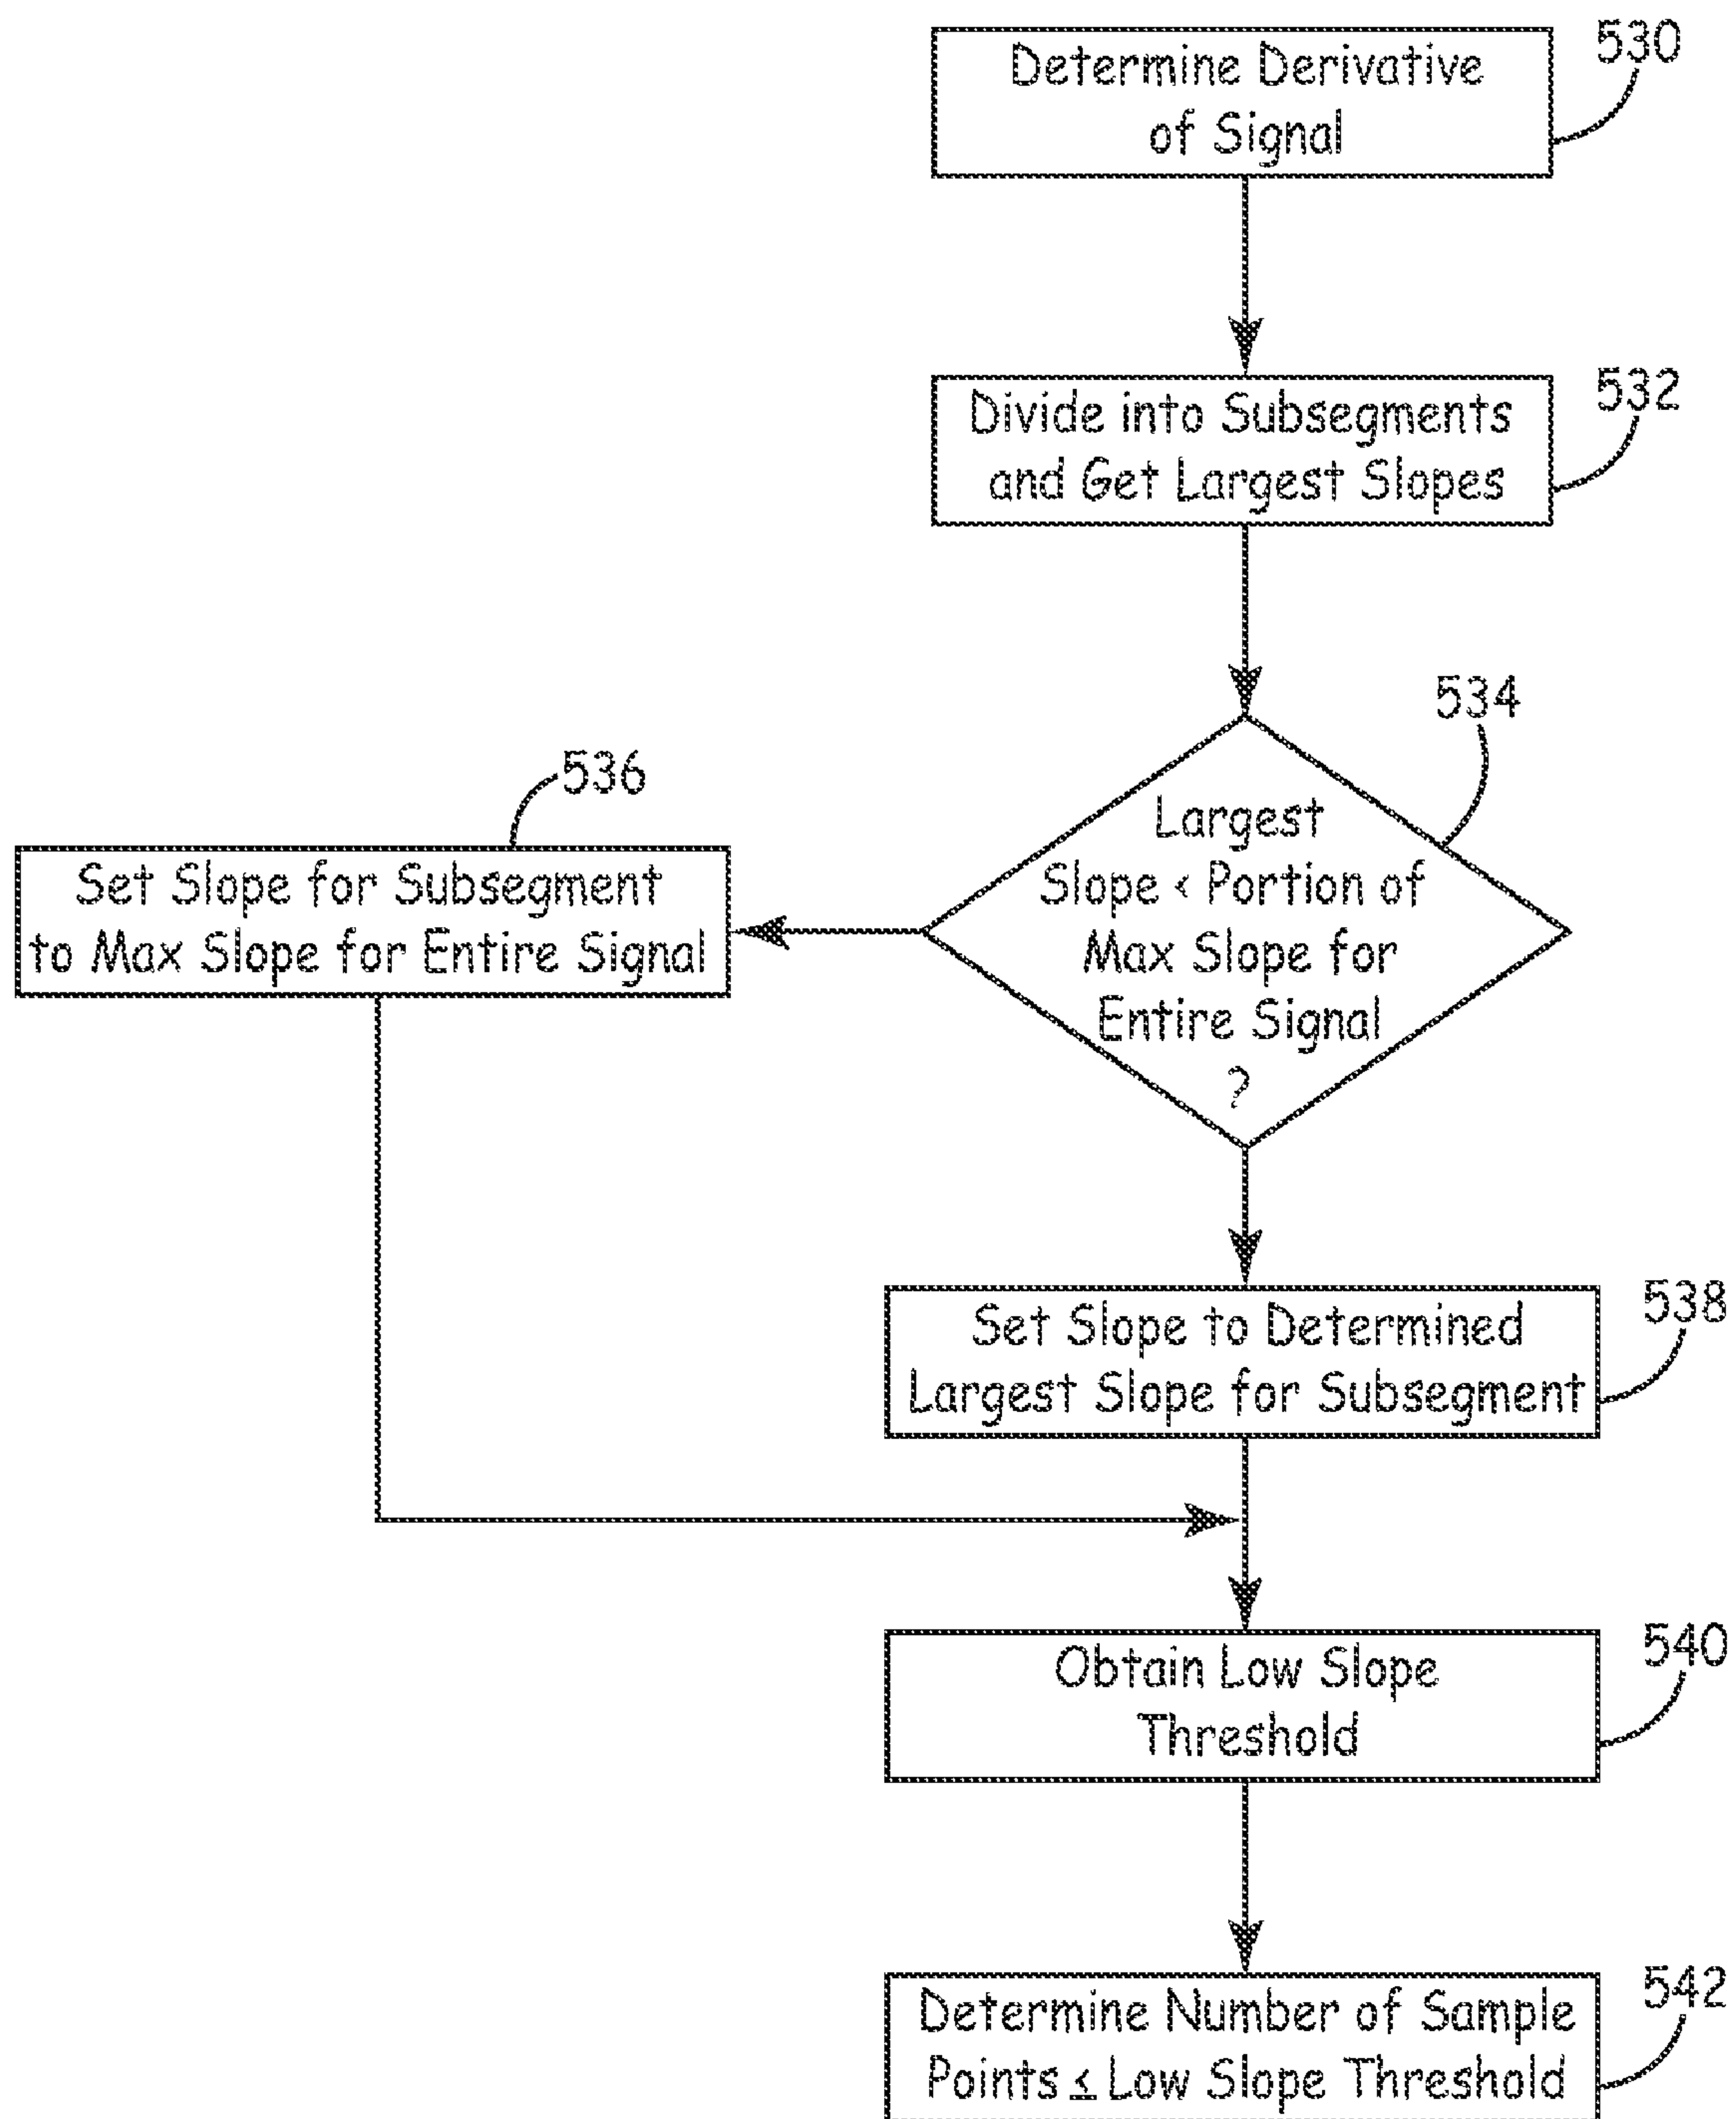 530
Determine Derivative
of Signal
532
Divide into Subsegments
and Get Largest Slopes
534
Largest
Slope < Portion of
Max Slope for
Entire Signal
?
536
Set Slope for Subsegment
to Max Slope for Entire Signal
538
Set Slope to Determined
Largest Slope for Subsegment
540
Obtain Low Slope
Threshold
542
Determine Number of Sample
Points ≤ Low Slope Threshold